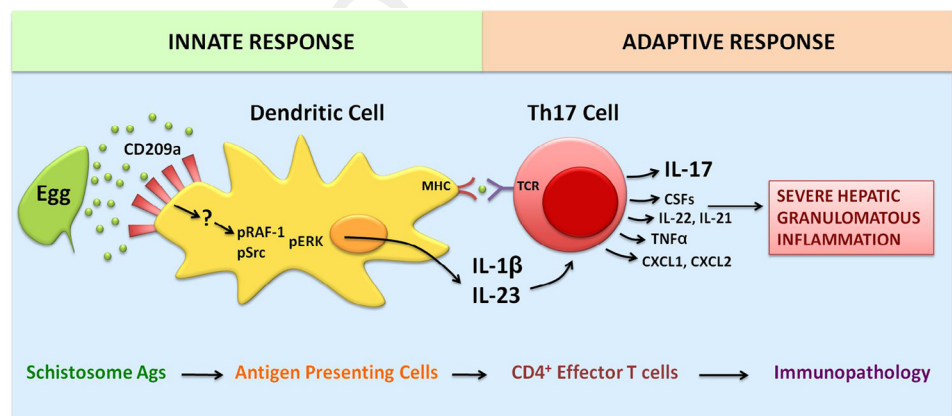 INNATE RESPONSE
ADAPTIVE RESPONSE
Dendritic Cell
Th17 Cell
CD209a
Egg
?
pRAF-1
pSrc
pERK
MHC
TCR
IL-1β
IL-23
IL-17
CSFs
IL-22, IL-21
TNFα
CXCL1, CXCL2
SEVERE HEPATIC
GRANULOMATOUS
INFLAMMATION
Schistosome Ags
Antigen Presenting Cells
CD4⁺ Effector T cells
Immunopathology